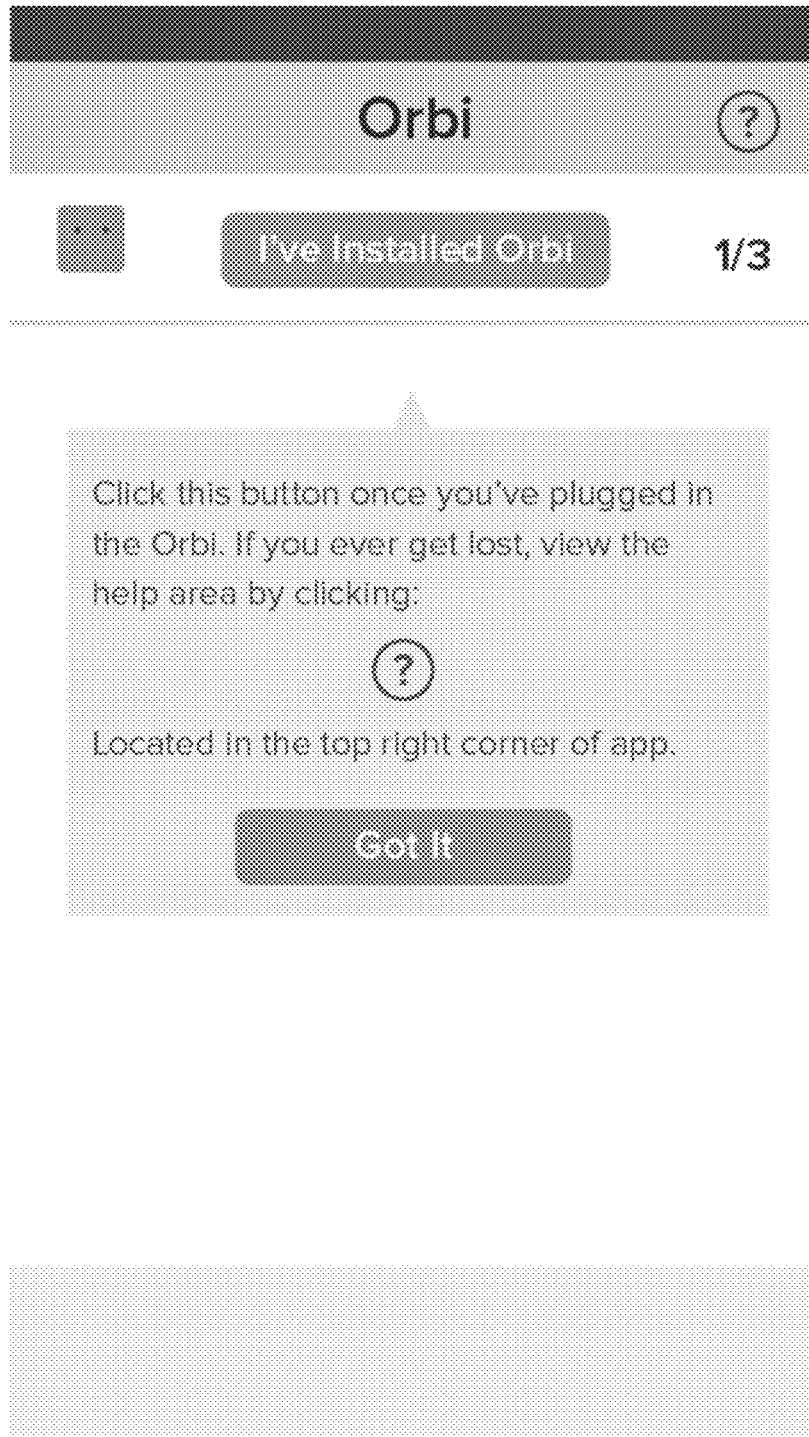 Orbi
?
I've Installed Orbi
1/3
Click this button once you've plugged in
the Orbi. If you ever get lost, view the
help area by clicking:
?
Located in the top right corner of app.
Got It